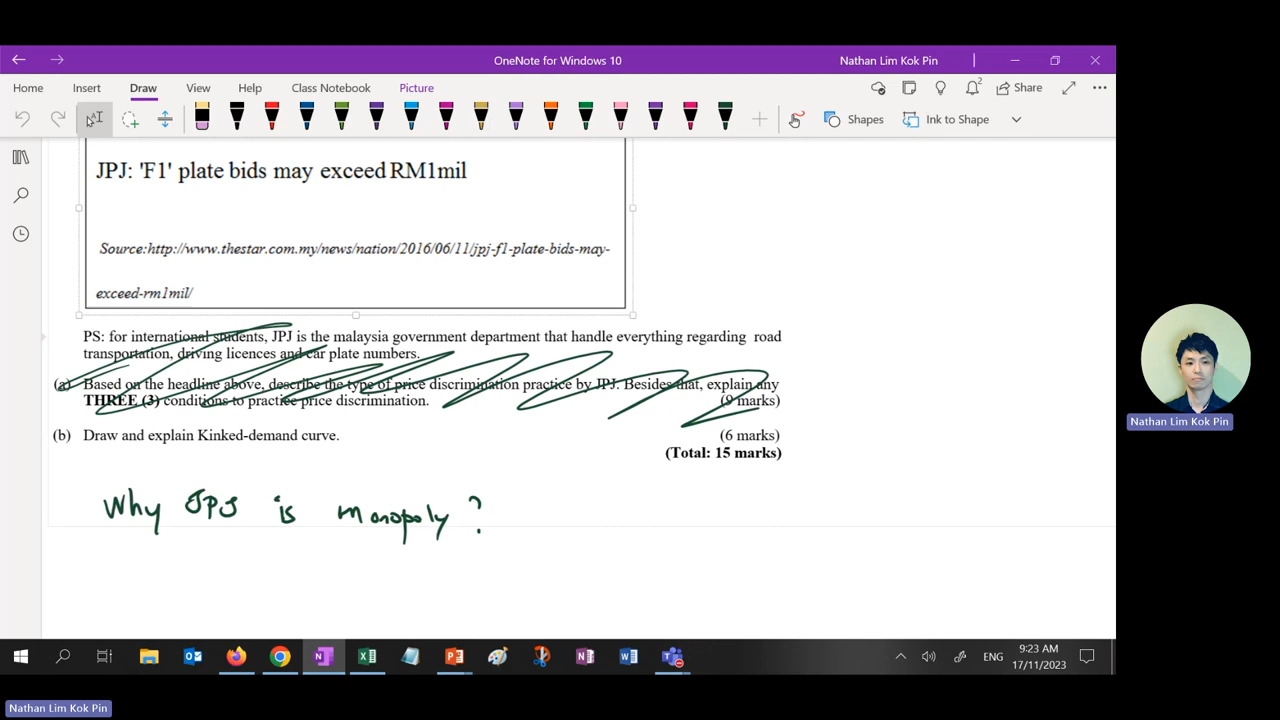 OneNote for Windows 10
Nathan Lim Kok Pin
Home Insert Draw View Help Class Notebook Picture Share
Shapes Ink to Shape
JPJ: 'F1' plate bids may exceed RM1mil
Source:http://www.thestar.com.my/news/nation/2016/06/11/jpj-f1-plate-bids-may-
exceed-rm1mil/
PS: for international students, JPJ is the malaysia government department that handle everything regarding road
transportation, driving licences and car plate numbers.
(a) Based on the headline above, describe the type of price discrimination practice by JPJ. Besides that, explain any
THREE (3) conditions to practice price discrimination. (9 marks)
(b) Draw and explain Kinked-demand curve. (6 marks)
(Total: 15 marks)
Why JPJ is monopoly?
Nathan Lim Kok Pin
ENG
9:23 AM
17/11/2023
Nathan Lim Kok Pin